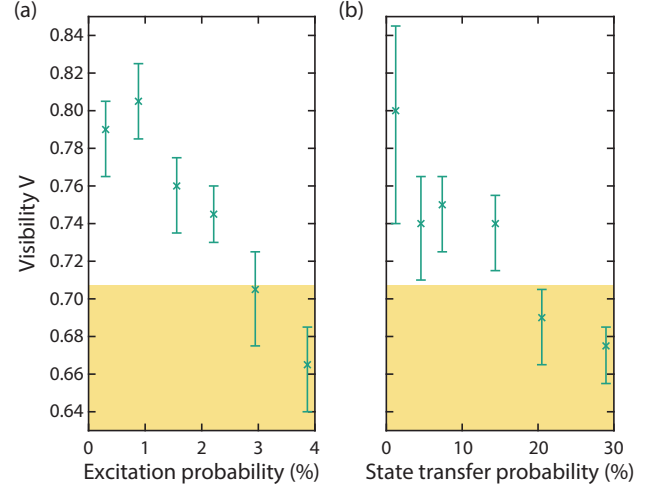 (a)
(b)
0.84
0.82
0.80
0.78
0.76
0.74
0.72
0.70
0.68
0.66
0.64
Visibility V
0 1 2 3 4
0 10 20 30
Excitation probability (%)
State transfer probability (%)